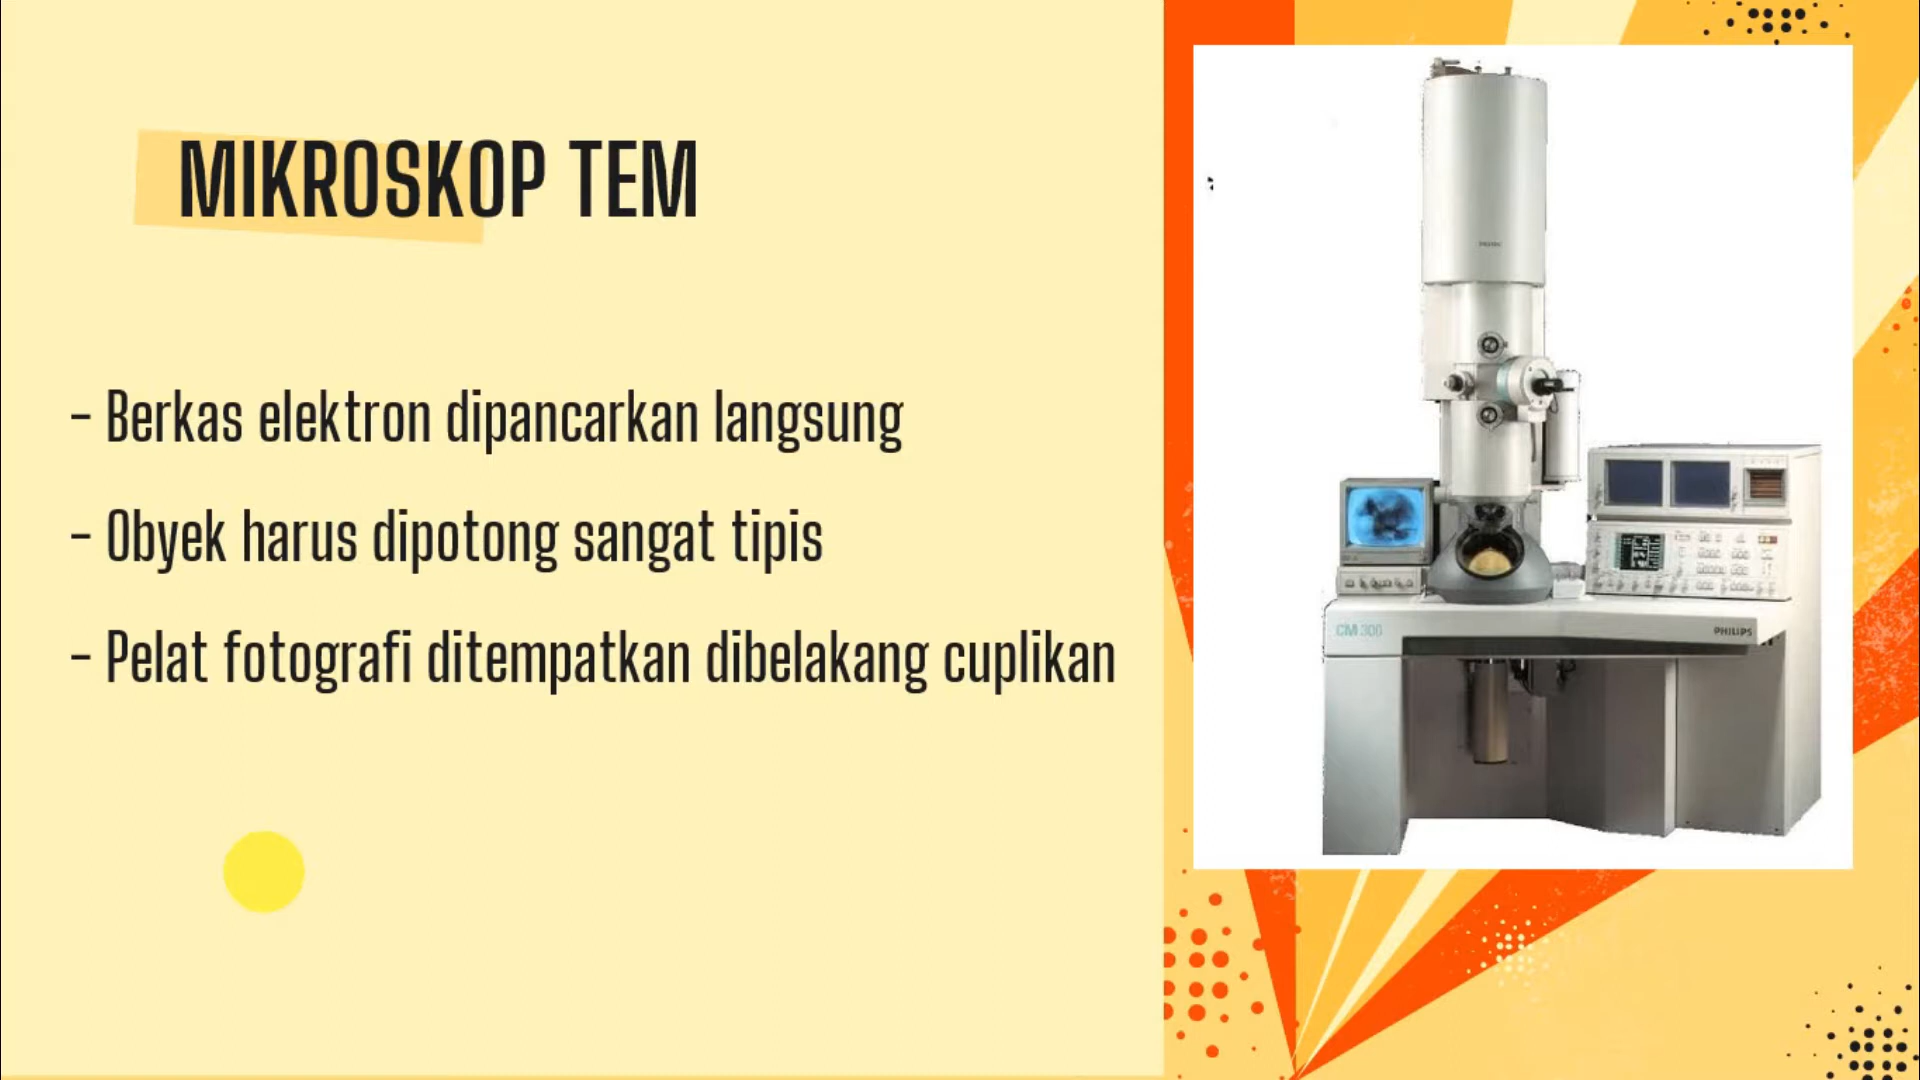 MIKROSKOP TEM
- Berkas elektron dipancarkan langsung
- Obyek harus dipotong sangat tipis
- Pelat fotografi ditempatkan dibelakang cuplikan
CM 300
PHILIPS